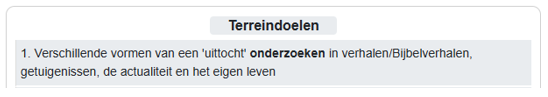 Terreindoelen
1. Verschillende vormen van een 'uittocht' onderzoeken in verhalen/Bijbelverhalen,
getuigenissen, de actualiteit en het eigen leven